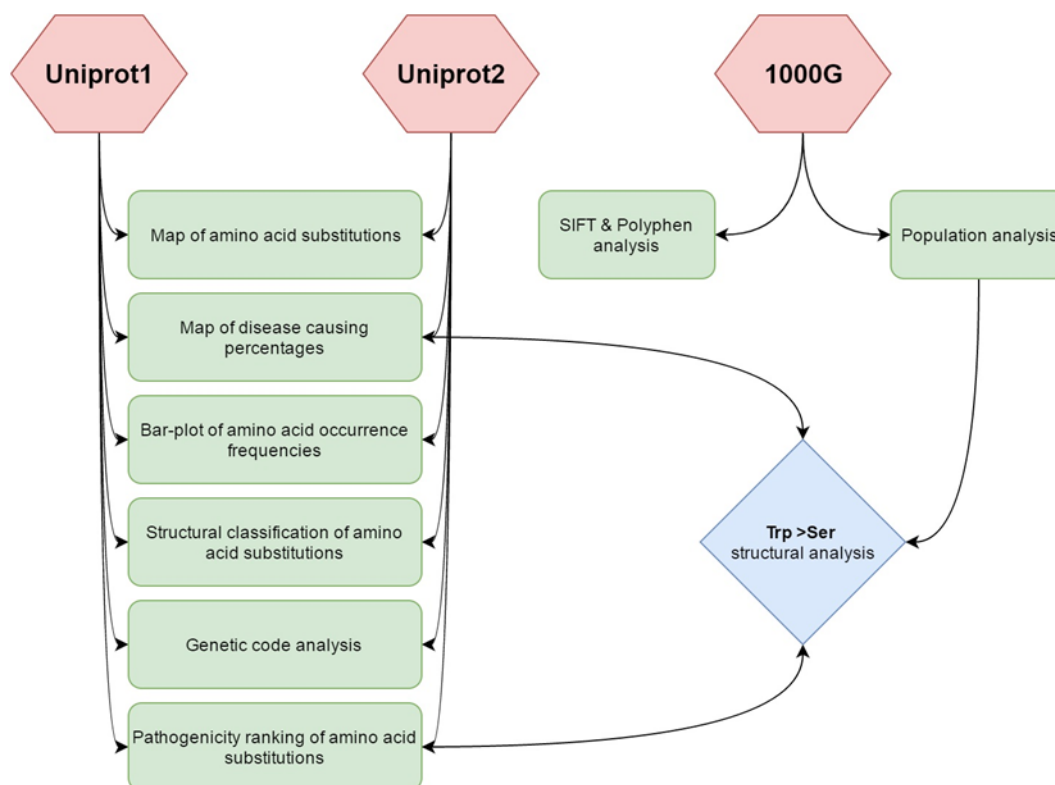 Uniprot1
Uniprot2
1000G
Map of amino acid substitutions
SIFT & Polyphen
analysis
Population analysis
Map of disease causing
percentages
Bar-plot of amino acid occurrence
frequencies
Structural classification of amino
acid substitutions
Trp >Ser
structural analysis
Genetic code analysis
Pathogenicity ranking of amino acid
substitutions